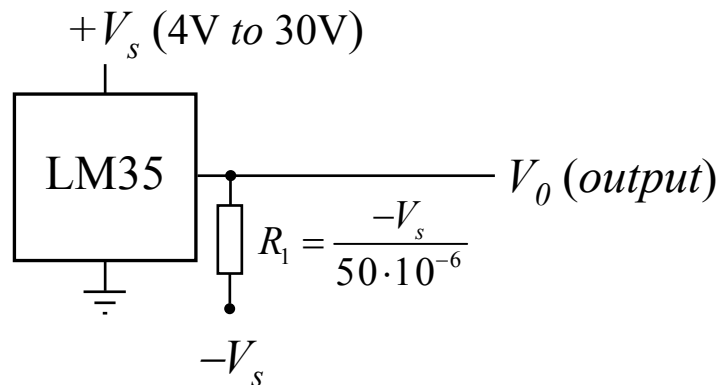 +V_s (4V to 30V)
LM35
V_0 (output)
R_1 = −V_s / 50·10^−6
−V_s